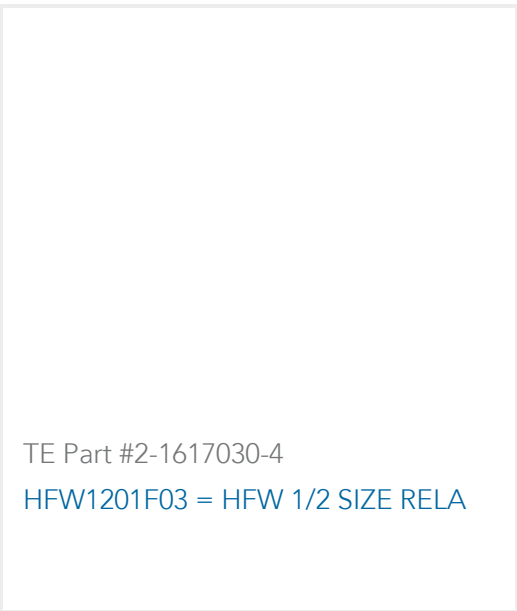 TE Part #2-1617030-4
HFW1201F03 = HFW 1/2 SIZE RELA